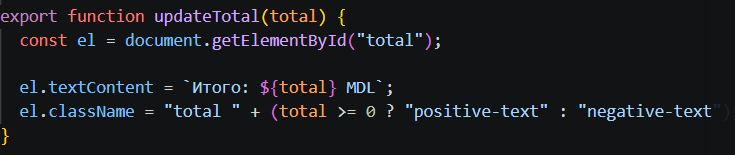 export function updateTotal(total) {
const el = document.getElementById("total");
el.textContent = `Итого: ${total} MDL`;
el.className = "total " + (total >= 0 ? "positive-text" : "negative-text");
}